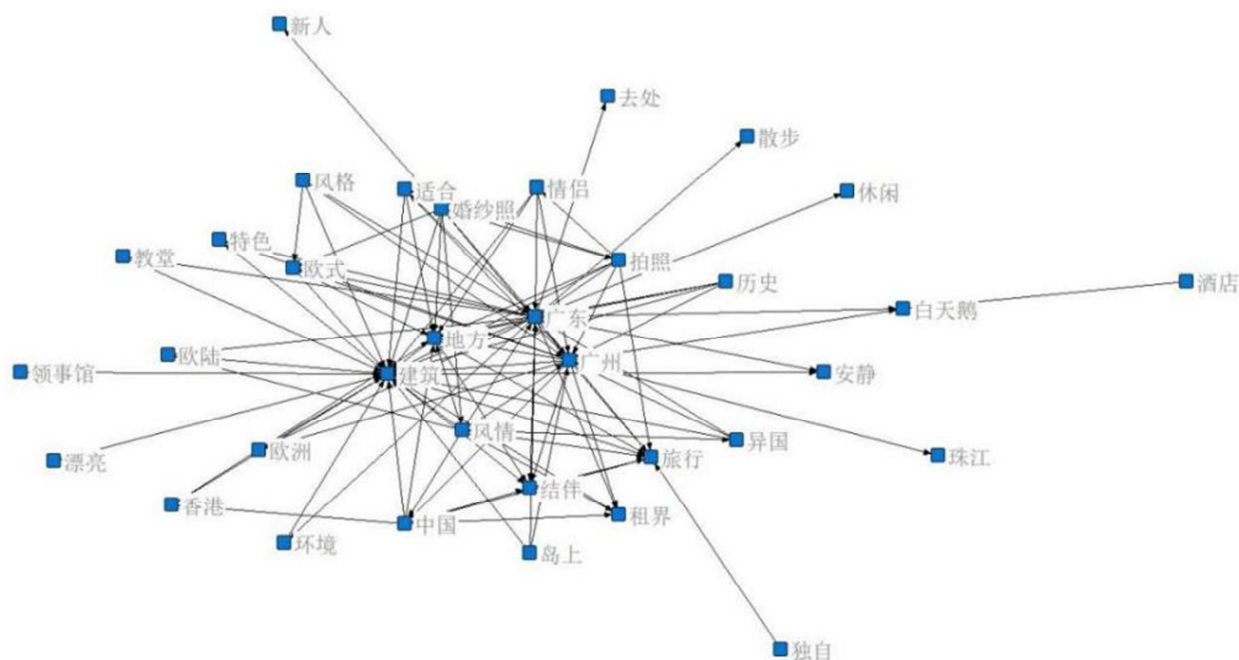 新人
去处
散步
风格
适合
情侣
休闲
婚纱照
特色
教堂
欧式
拍照
历史
酒店
白天鹅
广东
地方
欧陆
广州
领事馆
建筑
安静
风情
异国
欧洲
漂亮
旅行
珠江
结伴
香港
租界
中国
环境
岛上
独自